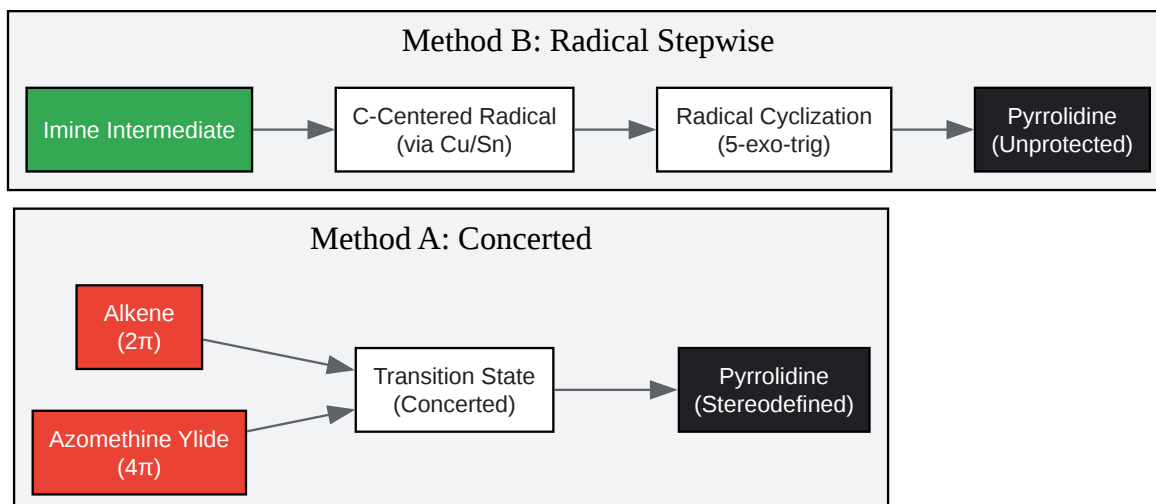 Method B: Radical Stepwise
Imine Intermediate
C-Centered Radical
(via Cu/Sn)
Radical Cyclization
(5-exo-trig)
Pyrrolidine
(Unprotected)
Method A: Concerted
Alkene
(2π)
Azomethine Ylide
(4π)
Transition State
(Concerted)
Pyrrolidine
(Stereodefined)